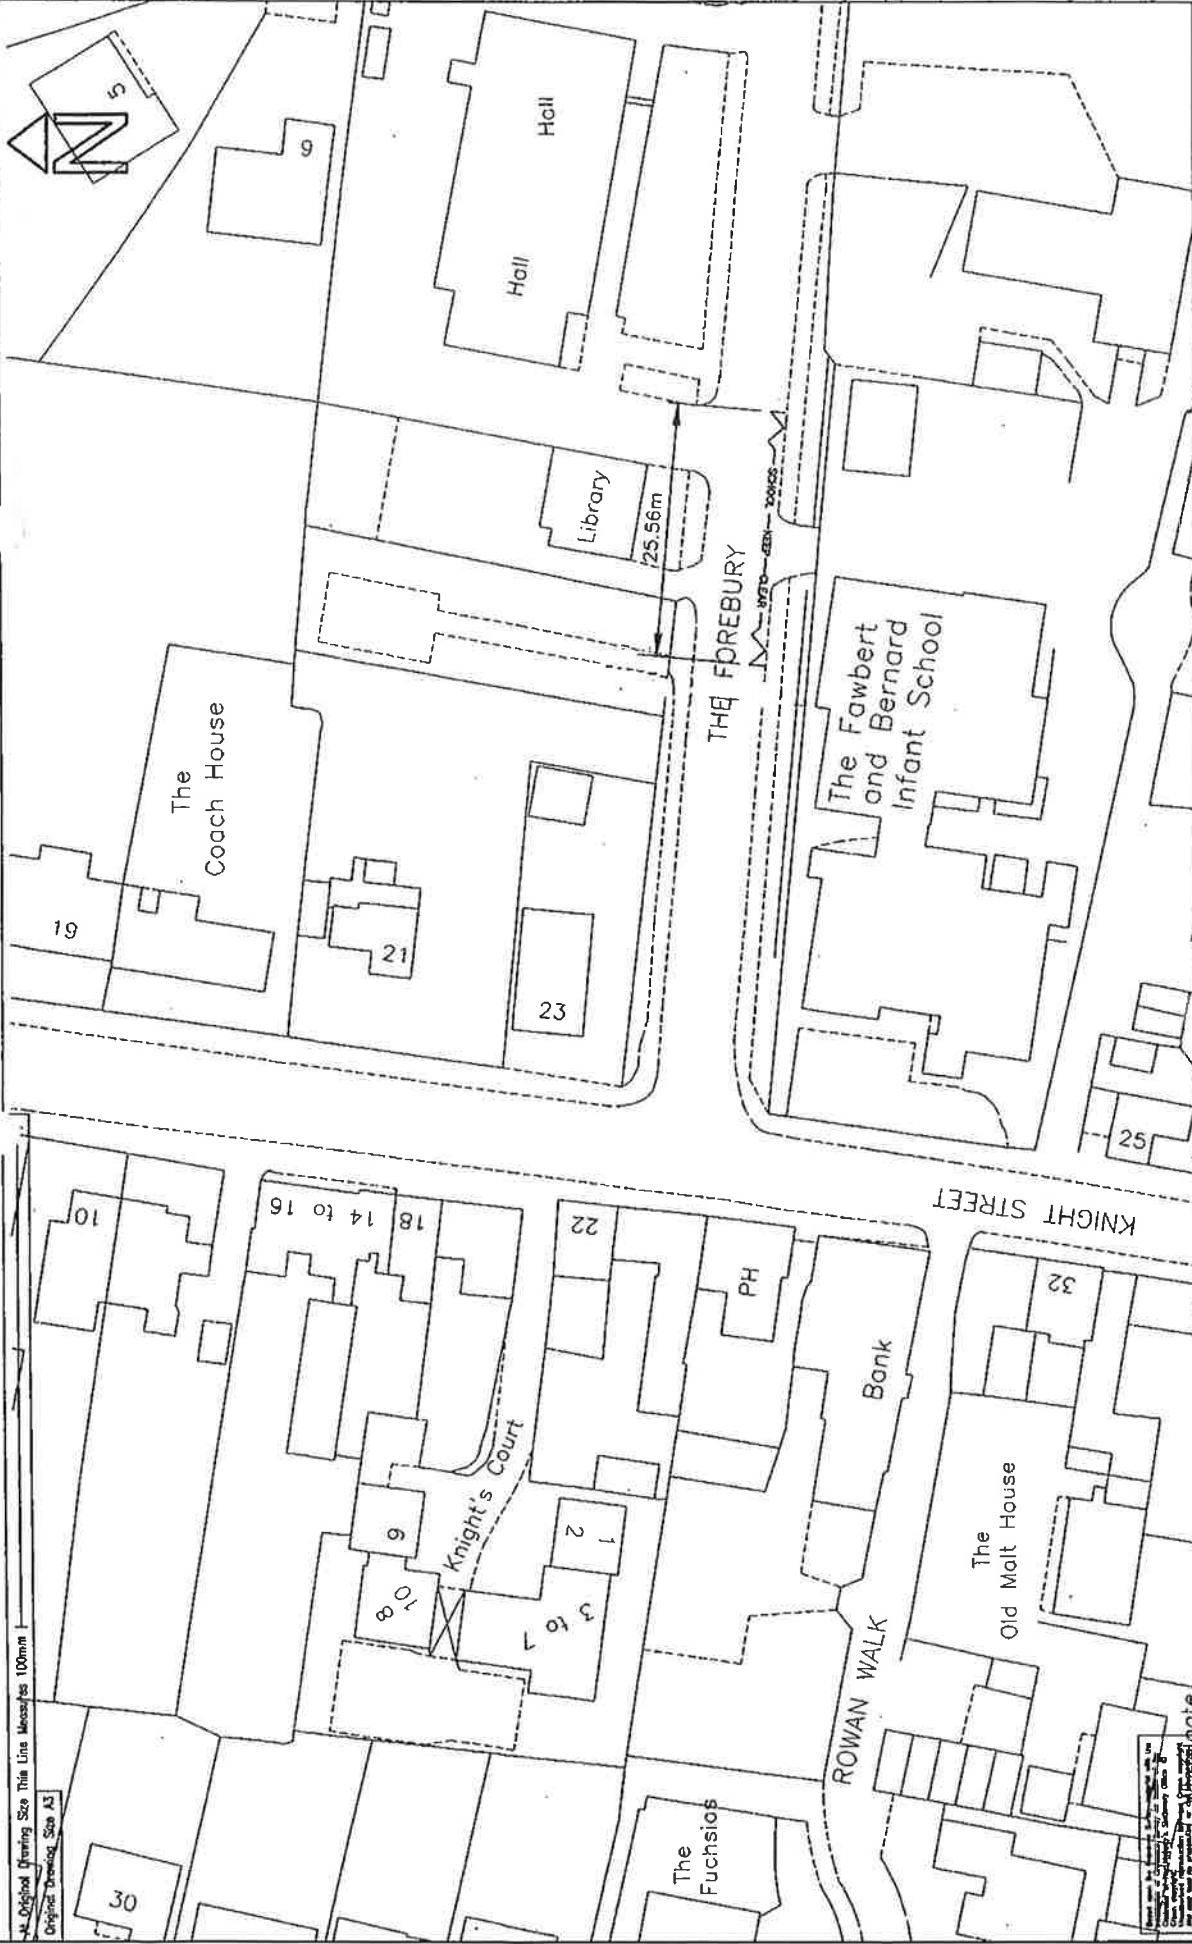 At Original Drawing Size This Line Measures 100mm
Original Drawing Size A3
N
5
6
Hall
Hall
Library
25.56m
SCHOOL KEEP CLEAR
THE FOREBURY
The Fawbert
and Bernard
Infant School
The
Coach House
19
21
23
25
KNIGHT STREET
10
14 to 16
18
22
PH
Bank
32
Knight's Court
9
8
10
1
2
3 to 7
The
Old Malt House
ROWAN WALK
The
Fuchsias
30